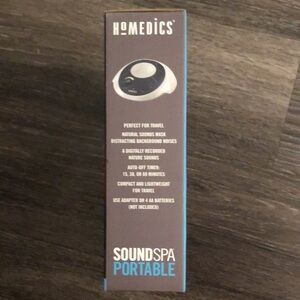 HoMEDiCS
PERFECT FOR TRAVEL
NATURAL SOUNDS MASK
DISTRACTING BACKGROUND NOISES
6 DIGITALLY RECORDED
NATURE SOUNDS
AUTO-OFF TIMER:
15, 30, OR 60 MINUTES
COMPACT AND LIGHTWEIGHT
FOR TRAVEL
USE ADAPTER OR 4 AA BATTERIES
(NOT INCLUDED)
SOUNDSPA
PORTABLE